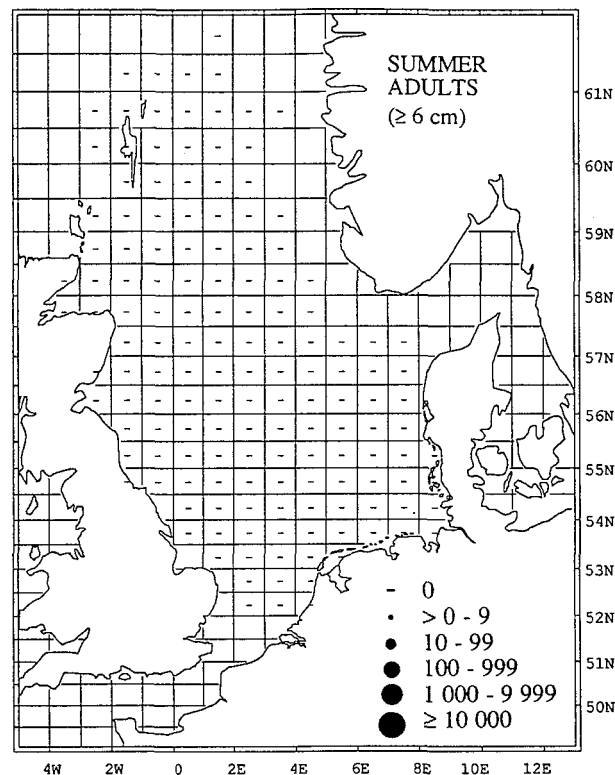 SUMMER
ADULTS
(≥ 6 cm)
61N
60N
59N
58N
57N
56N
55N
54N
53N
52N
51N
50N
- 0
> 0 - 9
10 - 99
100 - 999
1 000 - 9 999
≥ 10 000
4W 2W 0 2E 4E 6E 8E 10E 12E